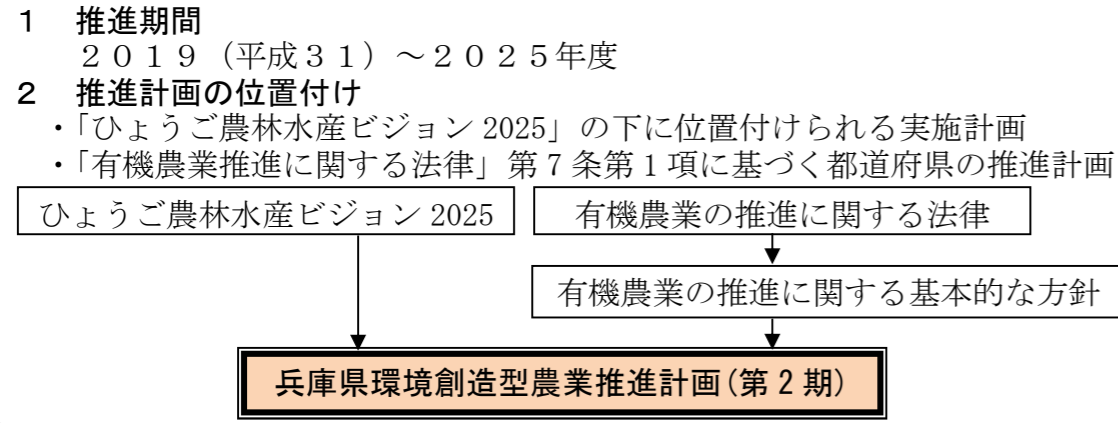 １　推進期間
２０１９（平成３１）～２０２５年度
２　推進計画の位置付け
・「ひょうご農林水産ビジョン 2025」の下に位置付けられる実施計画
・「有機農業推進に関する法律」第７条第１項に基づく都道府県の推進計画
ひょうご農林水産ビジョン 2025
有機農業の推進に関する法律
有機農業の推進に関する基本的な方針
兵庫県環境創造型農業推進計画(第２期)